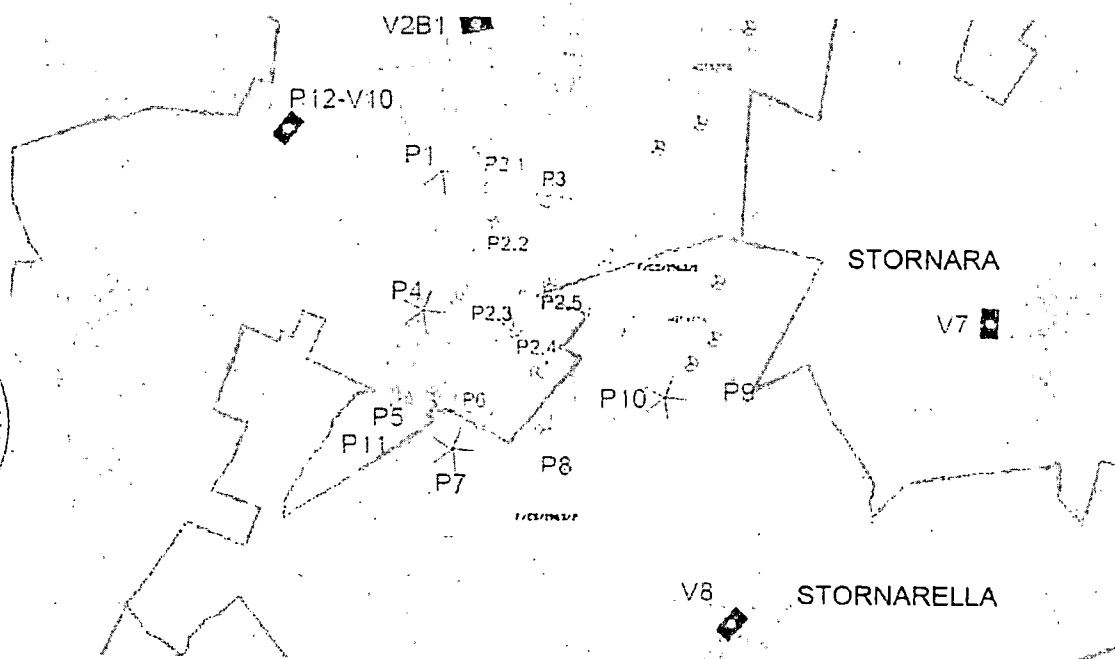 V2B1
P12-V10
P1
P2.1
P3
P2.2
STORNARA
P4
P2.5
P2.3
V7
P2.4
P10
P9
P5
P6
P11
P7
P8
V8
STORNARELLA